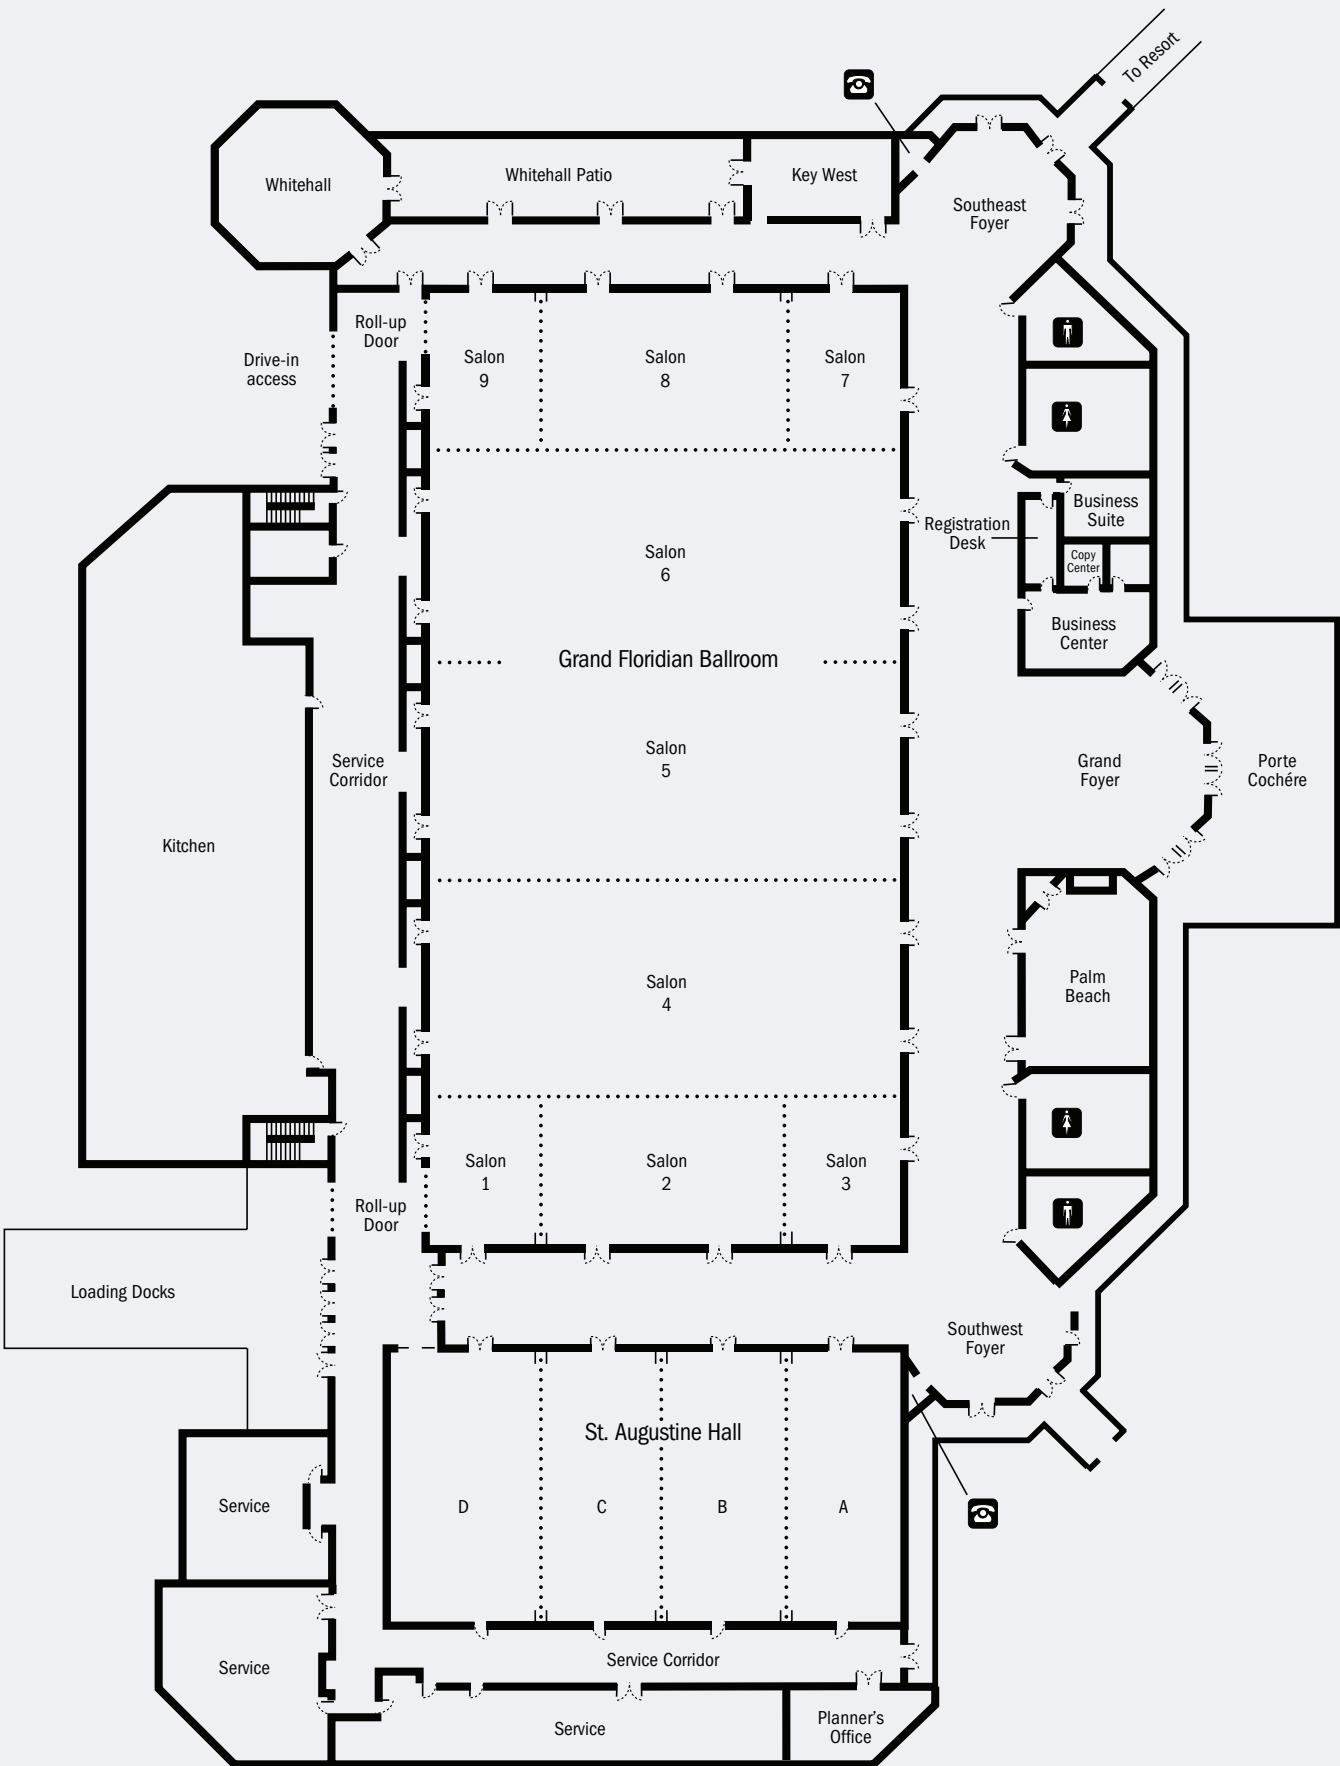 To Resort
Whitehall
Whitehall Patio
Key West
Southeast
Foyer
Roll-up
Door
Drive-in
access
Salon
9
Salon
8
Salon
7
Registration
Desk
Business
Suite
Copy
Center
Business
Center
Salon
6
Grand Floridian Ballroom
Salon
5
Service
Corridor
Grand
Foyer
Porte
Cochére
Kitchen
Salon
4
Palm
Beach
Salon
1
Salon
2
Salon
3
Roll-up
Door
Loading Docks
Southwest
Foyer
St. Augustine Hall
D
C
B
A
Service
Service
Service Corridor
Service
Planner's
Office